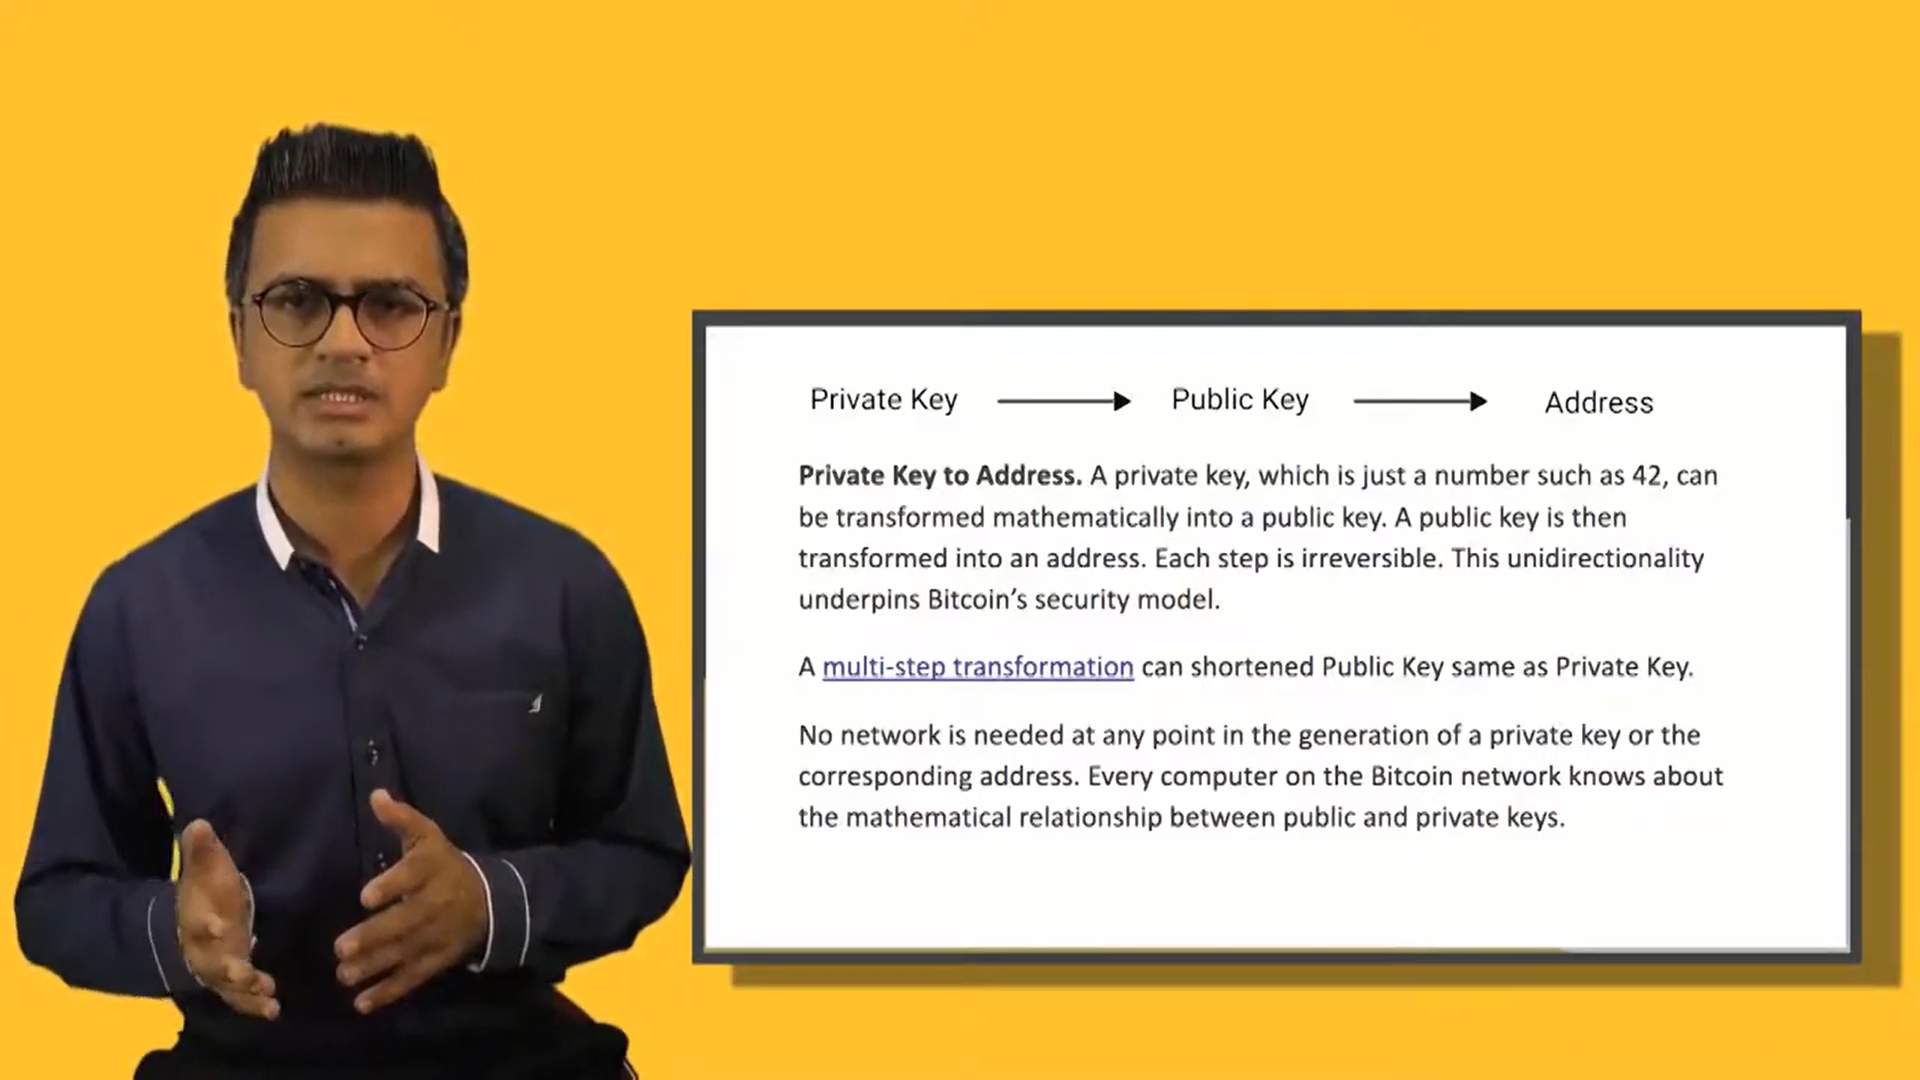 Private Key Public Key Address
Private Key to Address. A private key, which is just a number such as 42, can
be transformed mathematically into a public key. A public key is then
transformed into an address. Each step is irreversible. This unidirectionality
underpins Bitcoin’s security model.
A multi-step transformation can shortened Public Key same as Private Key.
No network is needed at any point in the generation of a private key or the
corresponding address. Every computer on the Bitcoin network knows about
the mathematical relationship between public and private keys.